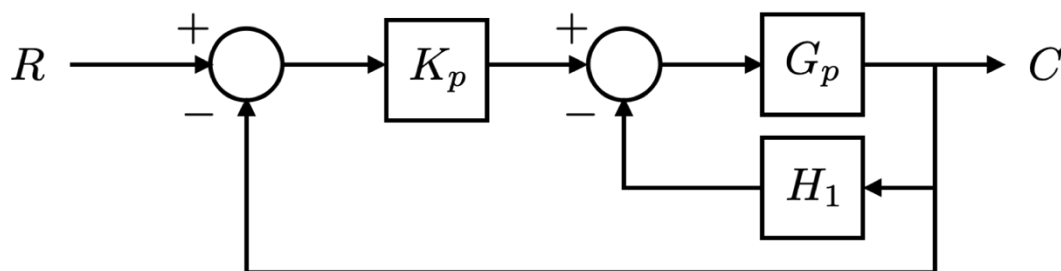 + +
R K_p G_p C
− −
H_1